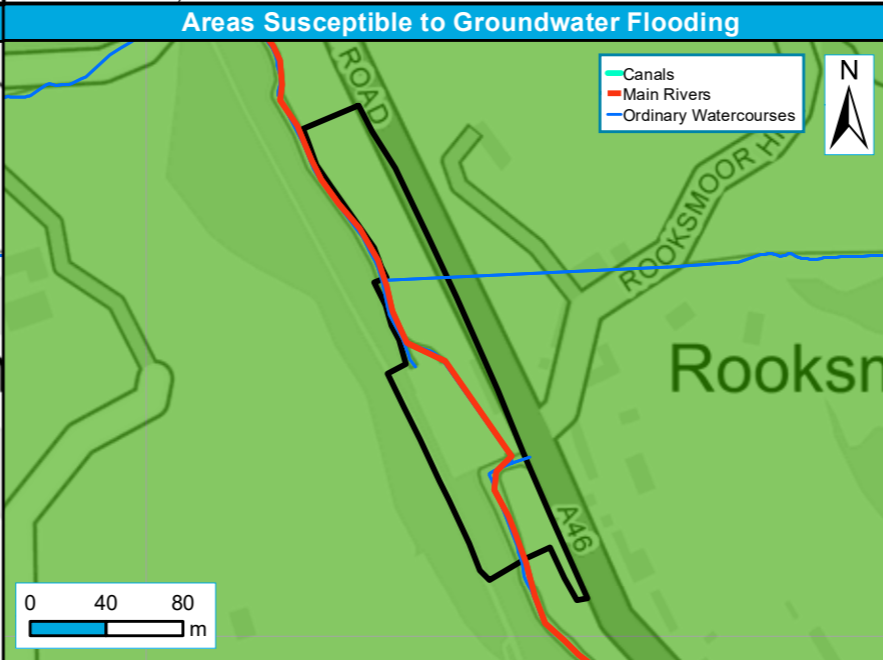 Areas Susceptible to Groundwater Flooding
Canals
Main Rivers
Ordinary Watercourses
N
ROAD
ROOKSMOOR HI
Rooksm
A46
0 40 80
m